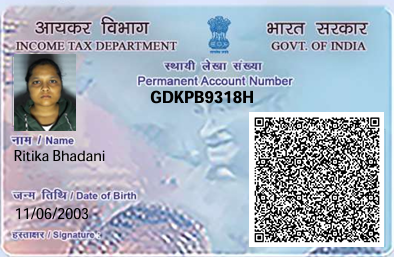 आयकर विभाग
INCOME TAX DEPARTMENT
भारत सरकार
GOVT. OF INDIA
स्थायी लेखा संख्या
Permanent Account Number
GDKPB9318H
नाम / Name
Ritika Bhadani
जन्म तिथि / Date of Birth
11/06/2003
हस्ताक्षर / Signature :-